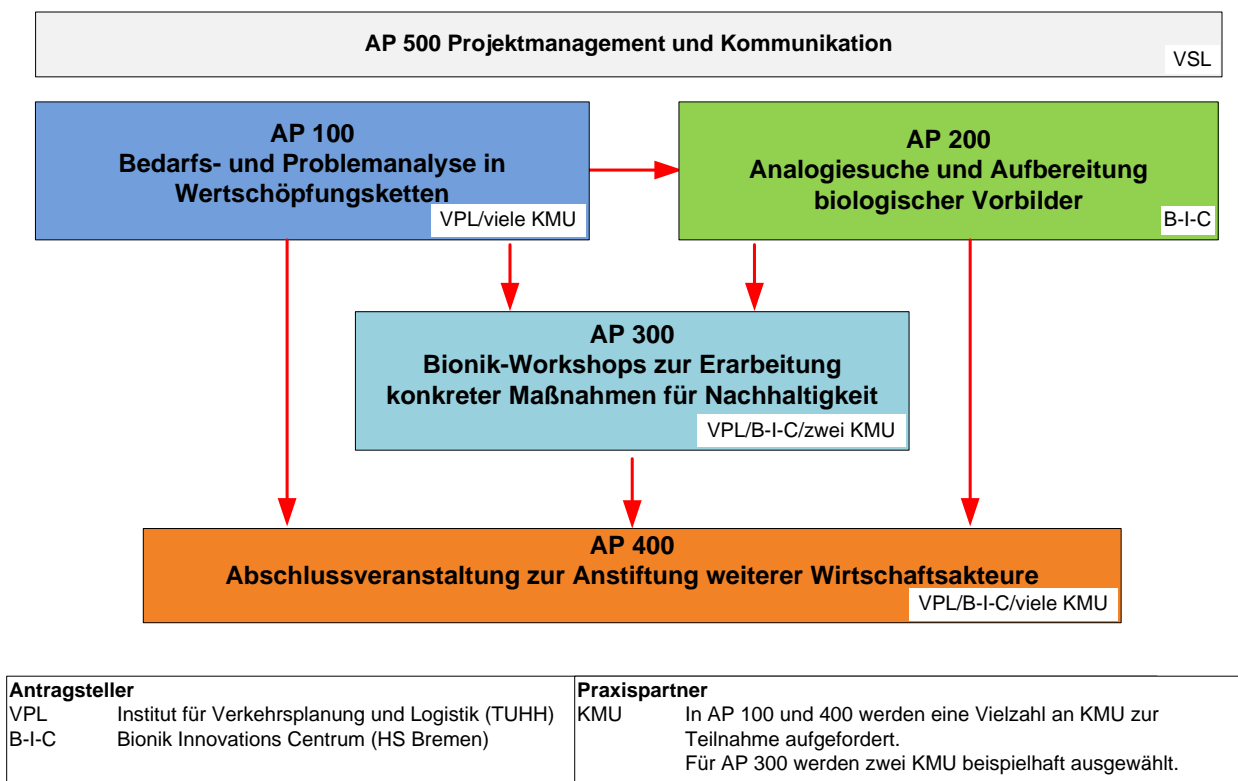 AP 500 Projektmanagement und Kommunikation
VSL
AP 100
Bedarfs- und Problemanalyse in
Wertschöpfungsketten
VPL/viele KMU
AP 200
Analogiesuche und Aufbereitung
biologischer Vorbilder
B-I-C
AP 300
Bionik-Workshops zur Erarbeitung
konkreter Maßnahmen für Nachhaltigkeit
VPL/B-I-C/zwei KMU
AP 400
Abschlussveranstaltung zur Anstiftung weiterer Wirtschaftsakteure
VPL/B-I-C/viele KMU
Antragsteller
VPL Institut für Verkehrsplanung und Logistik (TUHH)
B-I-C Bionik Innovations Centrum (HS Bremen)
Praxispartner
KMU In AP 100 und 400 werden eine Vielzahl an KMU zur
Teilnahme aufgefordert.
Für AP 300 werden zwei KMU beispielhaft ausgewählt.